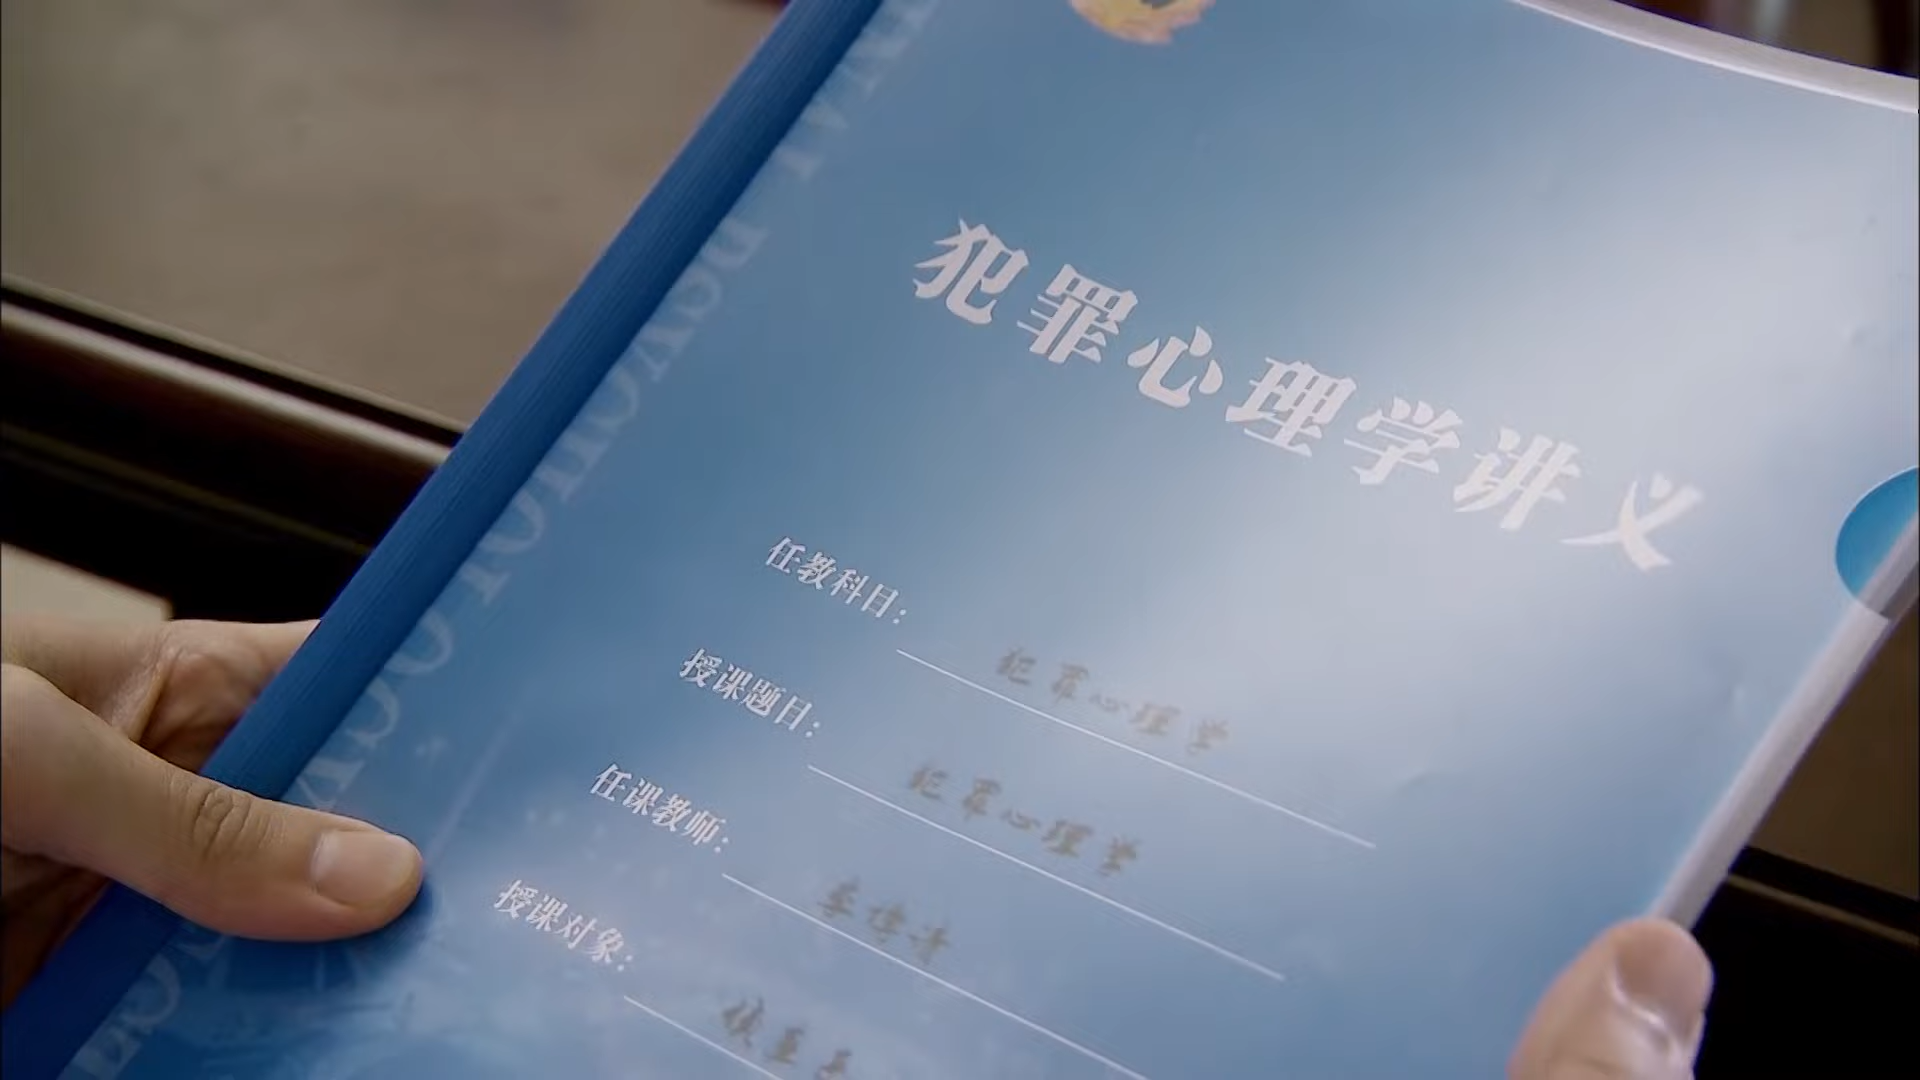 犯罪心理学讲义
任教科目: 犯罪心理学
授课题目: 犯罪心理学
任课教师:
授课对象: